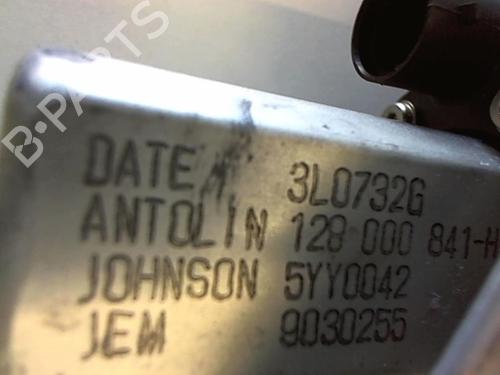 B-PARTS
DATE 3L0732G
ANTOLIN 128 000 841-H
JOHNSON 5YY0042
JEM 9030255